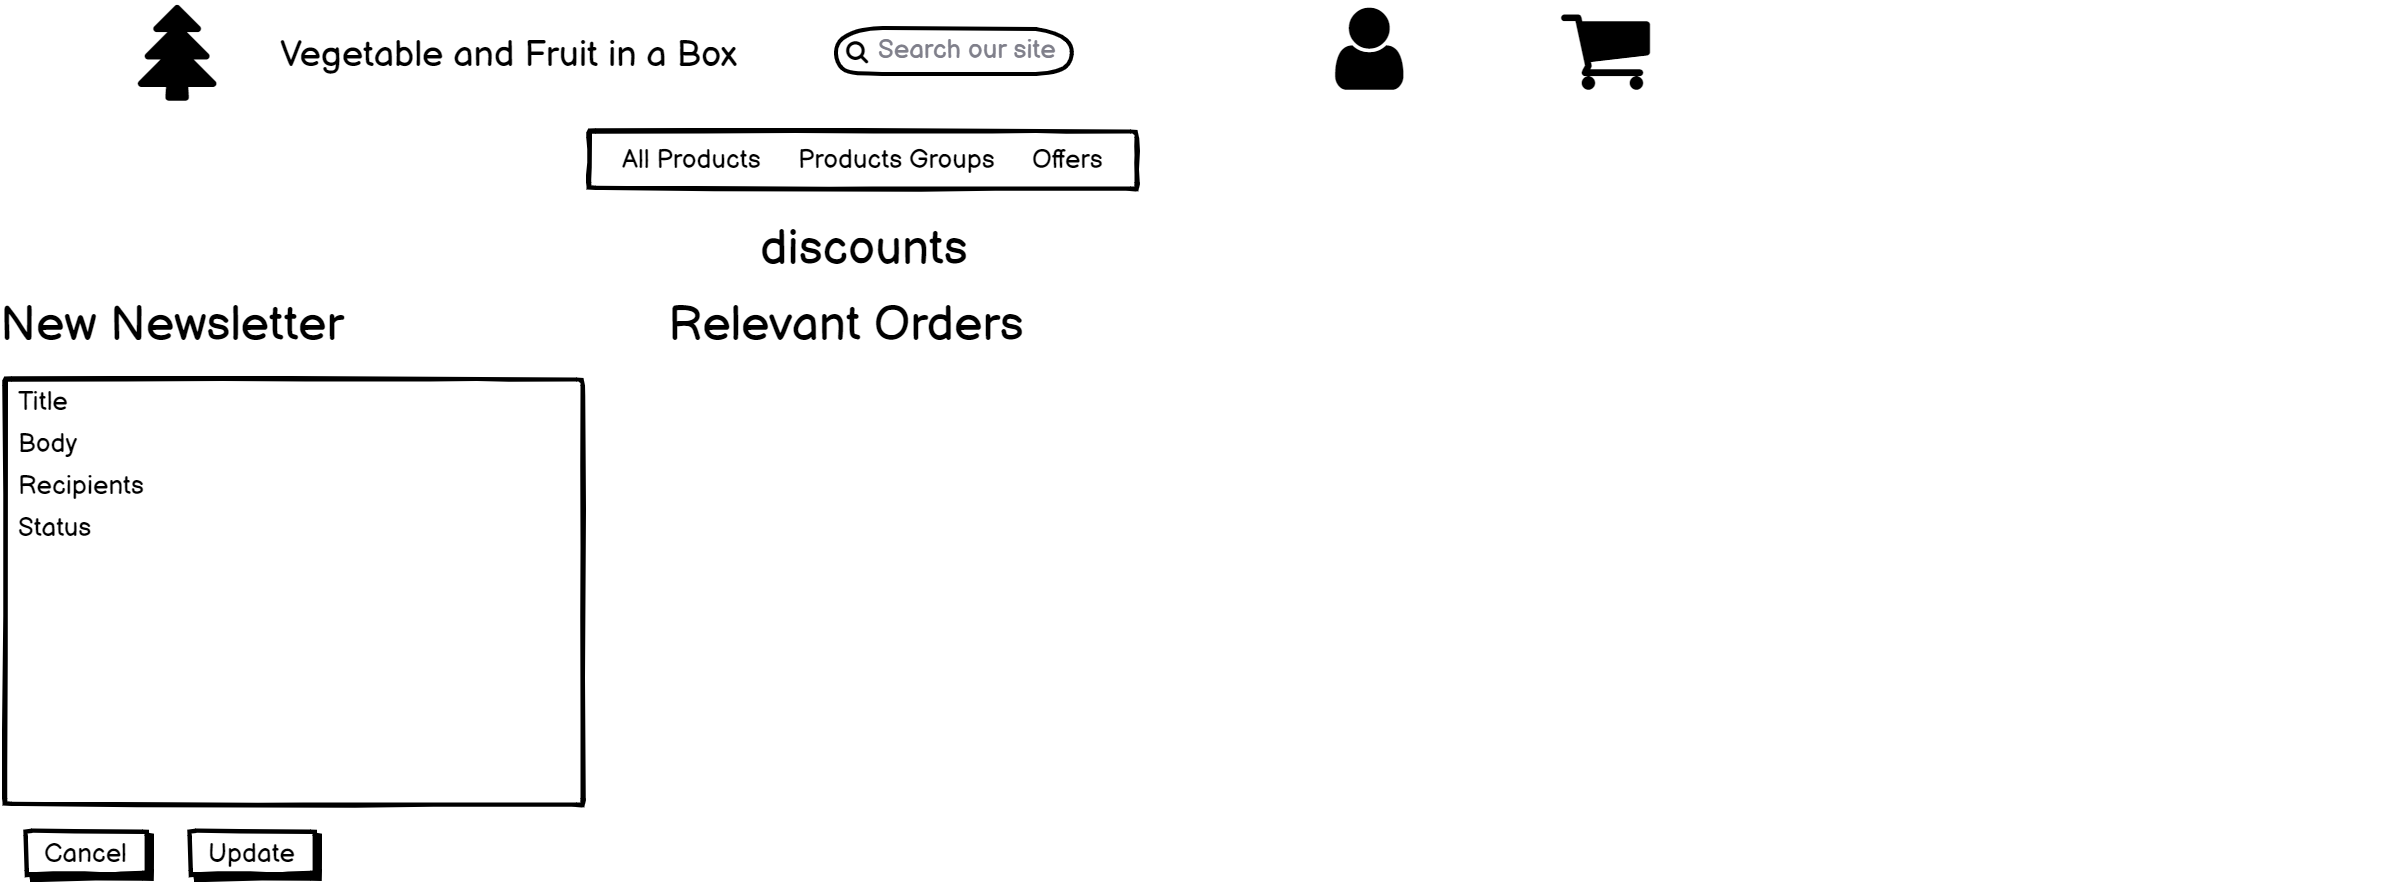 Vegetable and Fruit in a Box
Search our site
All Products Products Groups Offers
discounts
New Newsletter
Relevant Orders
Title
Body
Recipients
Status
Cancel
Update